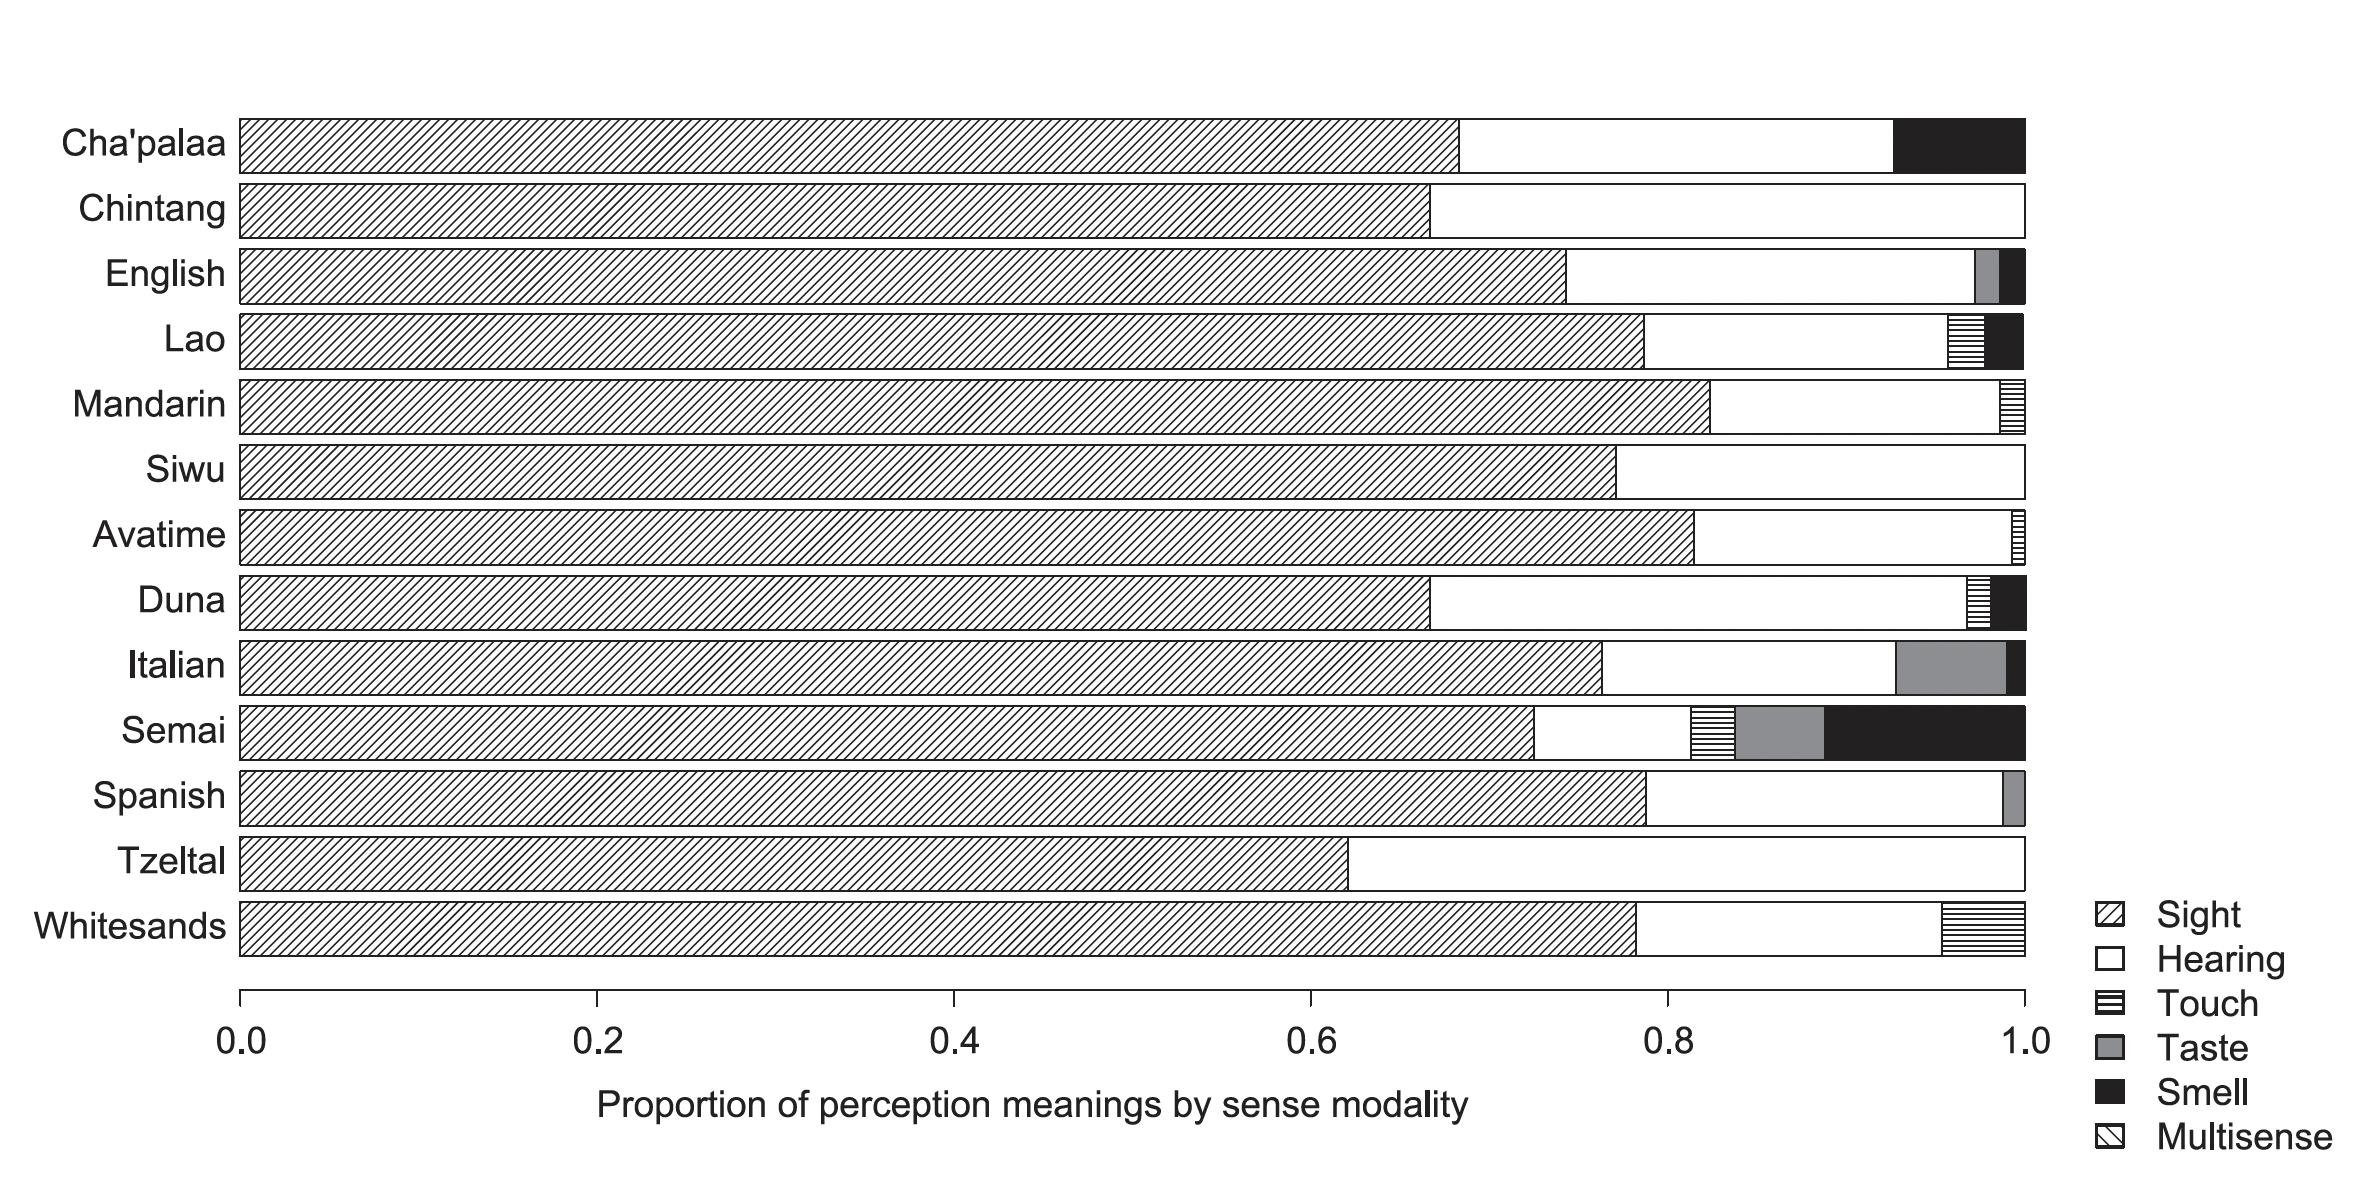 Cha'palaa
Chintang
English
Lao
Mandarin
Siwu
Avatime
Duna
Italian
Semai
Spanish
Tzeltal
Whitesands
0.0 0.2 0.4 0.6 0.8 1.0
Proportion of perception meanings by sense modality
Sight
Hearing
Touch
Taste
Smell
Multisense